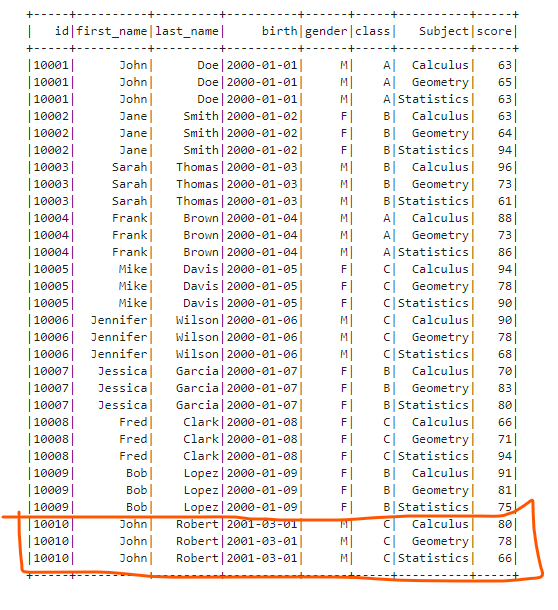 +-----+----------+---------+----------+------+-----+----------+-----+
|   id|first_name|last_name|     birth|gender|class|   Subject|score|
+-----+----------+---------+----------+------+-----+----------+-----+
|10001|      John|      Doe|2000-01-01|     M|    A|  Calculus|   63|
|10001|      John|      Doe|2000-01-01|     M|    A|  Geometry|   65|
|10001|      John|      Doe|2000-01-01|     M|    A|Statistics|   63|
|10002|      Jane|    Smith|2000-01-02|     F|    B|  Calculus|   63|
|10002|      Jane|    Smith|2000-01-02|     F|    B|  Geometry|   64|
|10002|      Jane|    Smith|2000-01-02|     F|    B|Statistics|   94|
|10003|     Sarah|   Thomas|2000-01-03|     M|    B|  Calculus|   96|
|10003|     Sarah|   Thomas|2000-01-03|     M|    B|  Geometry|   73|
|10003|     Sarah|   Thomas|2000-01-03|     M|    B|Statistics|   61|
|10004|     Frank|    Brown|2000-01-04|     M|    A|  Calculus|   88|
|10004|     Frank|    Brown|2000-01-04|     M|    A|  Geometry|   73|
|10004|     Frank|    Brown|2000-01-04|     M|    A|Statistics|   86|
|10005|      Mike|    Davis|2000-01-05|     F|    C|  Calculus|   94|
|10005|      Mike|    Davis|2000-01-05|     F|    C|  Geometry|   78|
|10005|      Mike|    Davis|2000-01-05|     F|    C|Statistics|   90|
|10006|  Jennifer|   Wilson|2000-01-06|     M|    C|  Calculus|   90|
|10006|  Jennifer|   Wilson|2000-01-06|     M|    C|  Geometry|   78|
|10006|  Jennifer|   Wilson|2000-01-06|     M|    C|Statistics|   68|
|10007|   Jessica|   Garcia|2000-01-07|     F|    B|  Calculus|   70|
|10007|   Jessica|   Garcia|2000-01-07|     F|    B|  Geometry|   83|
|10007|   Jessica|   Garcia|2000-01-07|     F|    B|Statistics|   80|
|10008|      Fred|    Clark|2000-01-08|     F|    C|  Calculus|   66|
|10008|      Fred|    Clark|2000-01-08|     F|    C|  Geometry|   71|
|10008|      Fred|    Clark|2000-01-08|     F|    C|Statistics|   94|
|10009|       Bob|    Lopez|2000-01-09|     F|    B|  Calculus|   91|
|10009|       Bob|    Lopez|2000-01-09|     F|    B|  Geometry|   81|
|10009|       Bob|    Lopez|2000-01-09|     F|    B|Statistics|   75|
|10010|      John|   Robert|2001-03-01|     M|    C|  Calculus|   80|
|10010|      John|   Robert|2001-03-01|     M|    C|  Geometry|   78|
|10010|      John|   Robert|2001-03-01|     M|    C|Statistics|   66|
+-----+----------+---------+----------+------+-----+----------+-----+